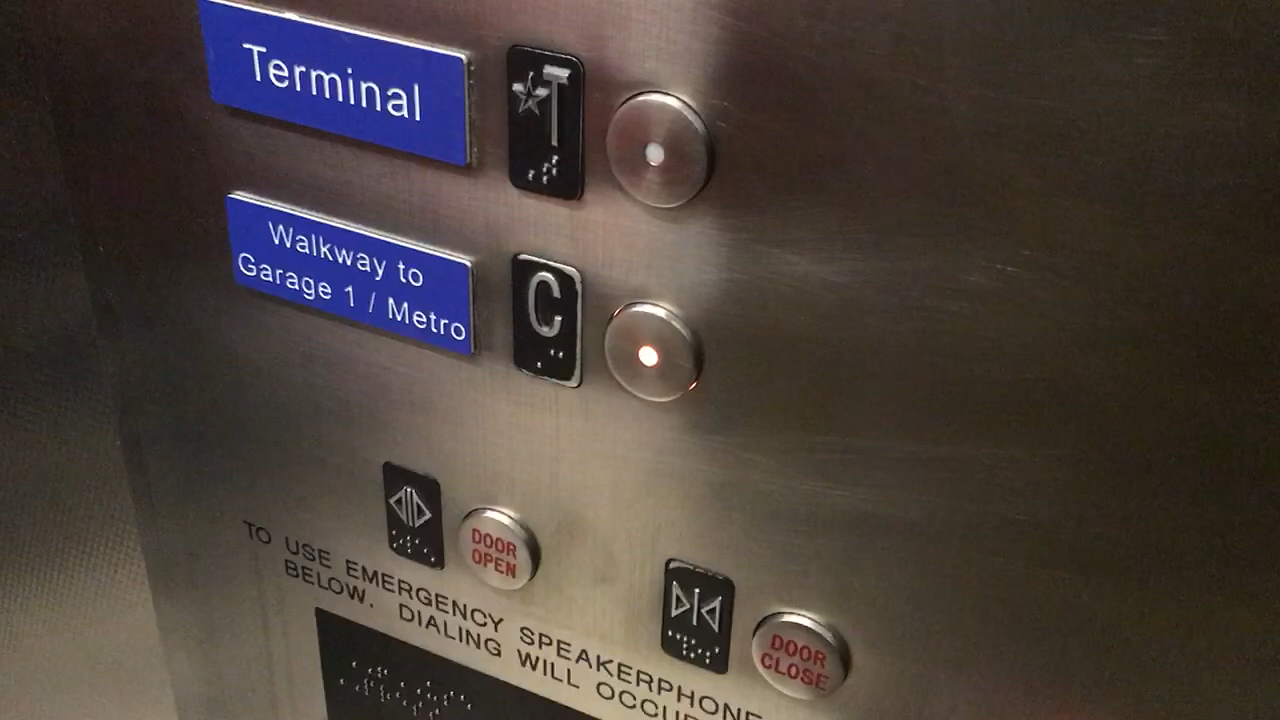 Terminal
★T
Walkway to
Garage 1 / Metro
C
DOOR
OPEN
TO USE EMERGENCY SPEAKERPHONE
BELOW. DIALING WILL OCCUR
DOOR
CLOSE